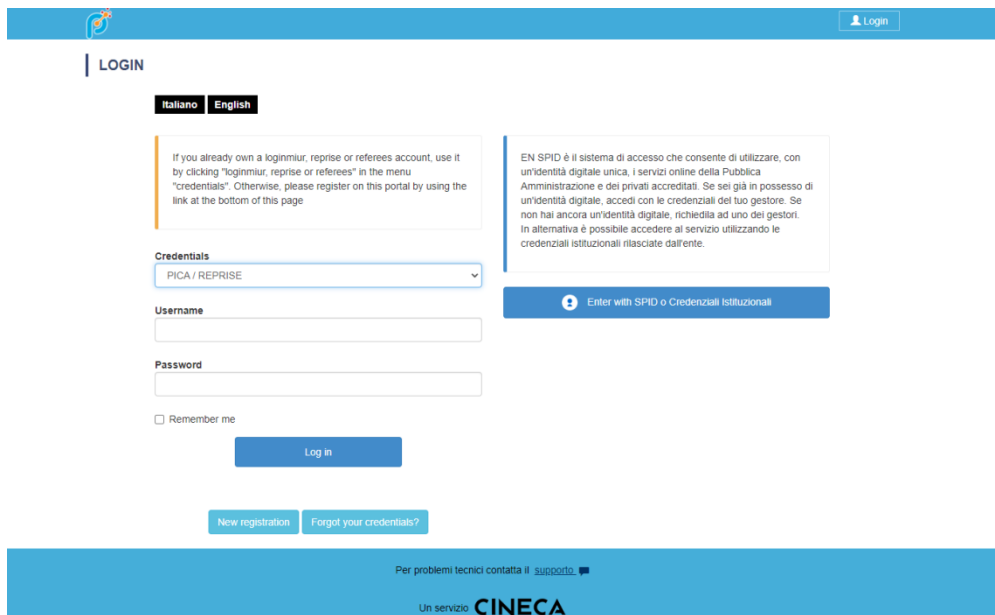 Login
LOGIN
Italiano English
If you already own a loginmiur, reprise or referees account, use it
by clicking "loginmiur, reprise or referees" in the menu
"credentials". Otherwise, please register on this portal by using the
link at the bottom of this page
EN SPID è il sistema di accesso che consente di utilizzare, con
un'identità digitale unica, i servizi online della Pubblica
Amministrazione e dei privati accreditati. Se sei già in possesso di
un'identità digitale, accedi con le credenziali del tuo gestore. Se
non hai ancora un'identità digitale, richiedila ad uno dei gestori.
In alternativa è possibile accedere al servizio utilizzando le
credenziali istituzionali rilasciate dall'ente.
Credentials
PICA / REPRISE
Enter with SPID o Credenziali Istituzionali
Username
Password
Remember me
Log in
New registration Forgot your credentials?
Per problemi tecnici contatta il supporto
Un servizio CINECA